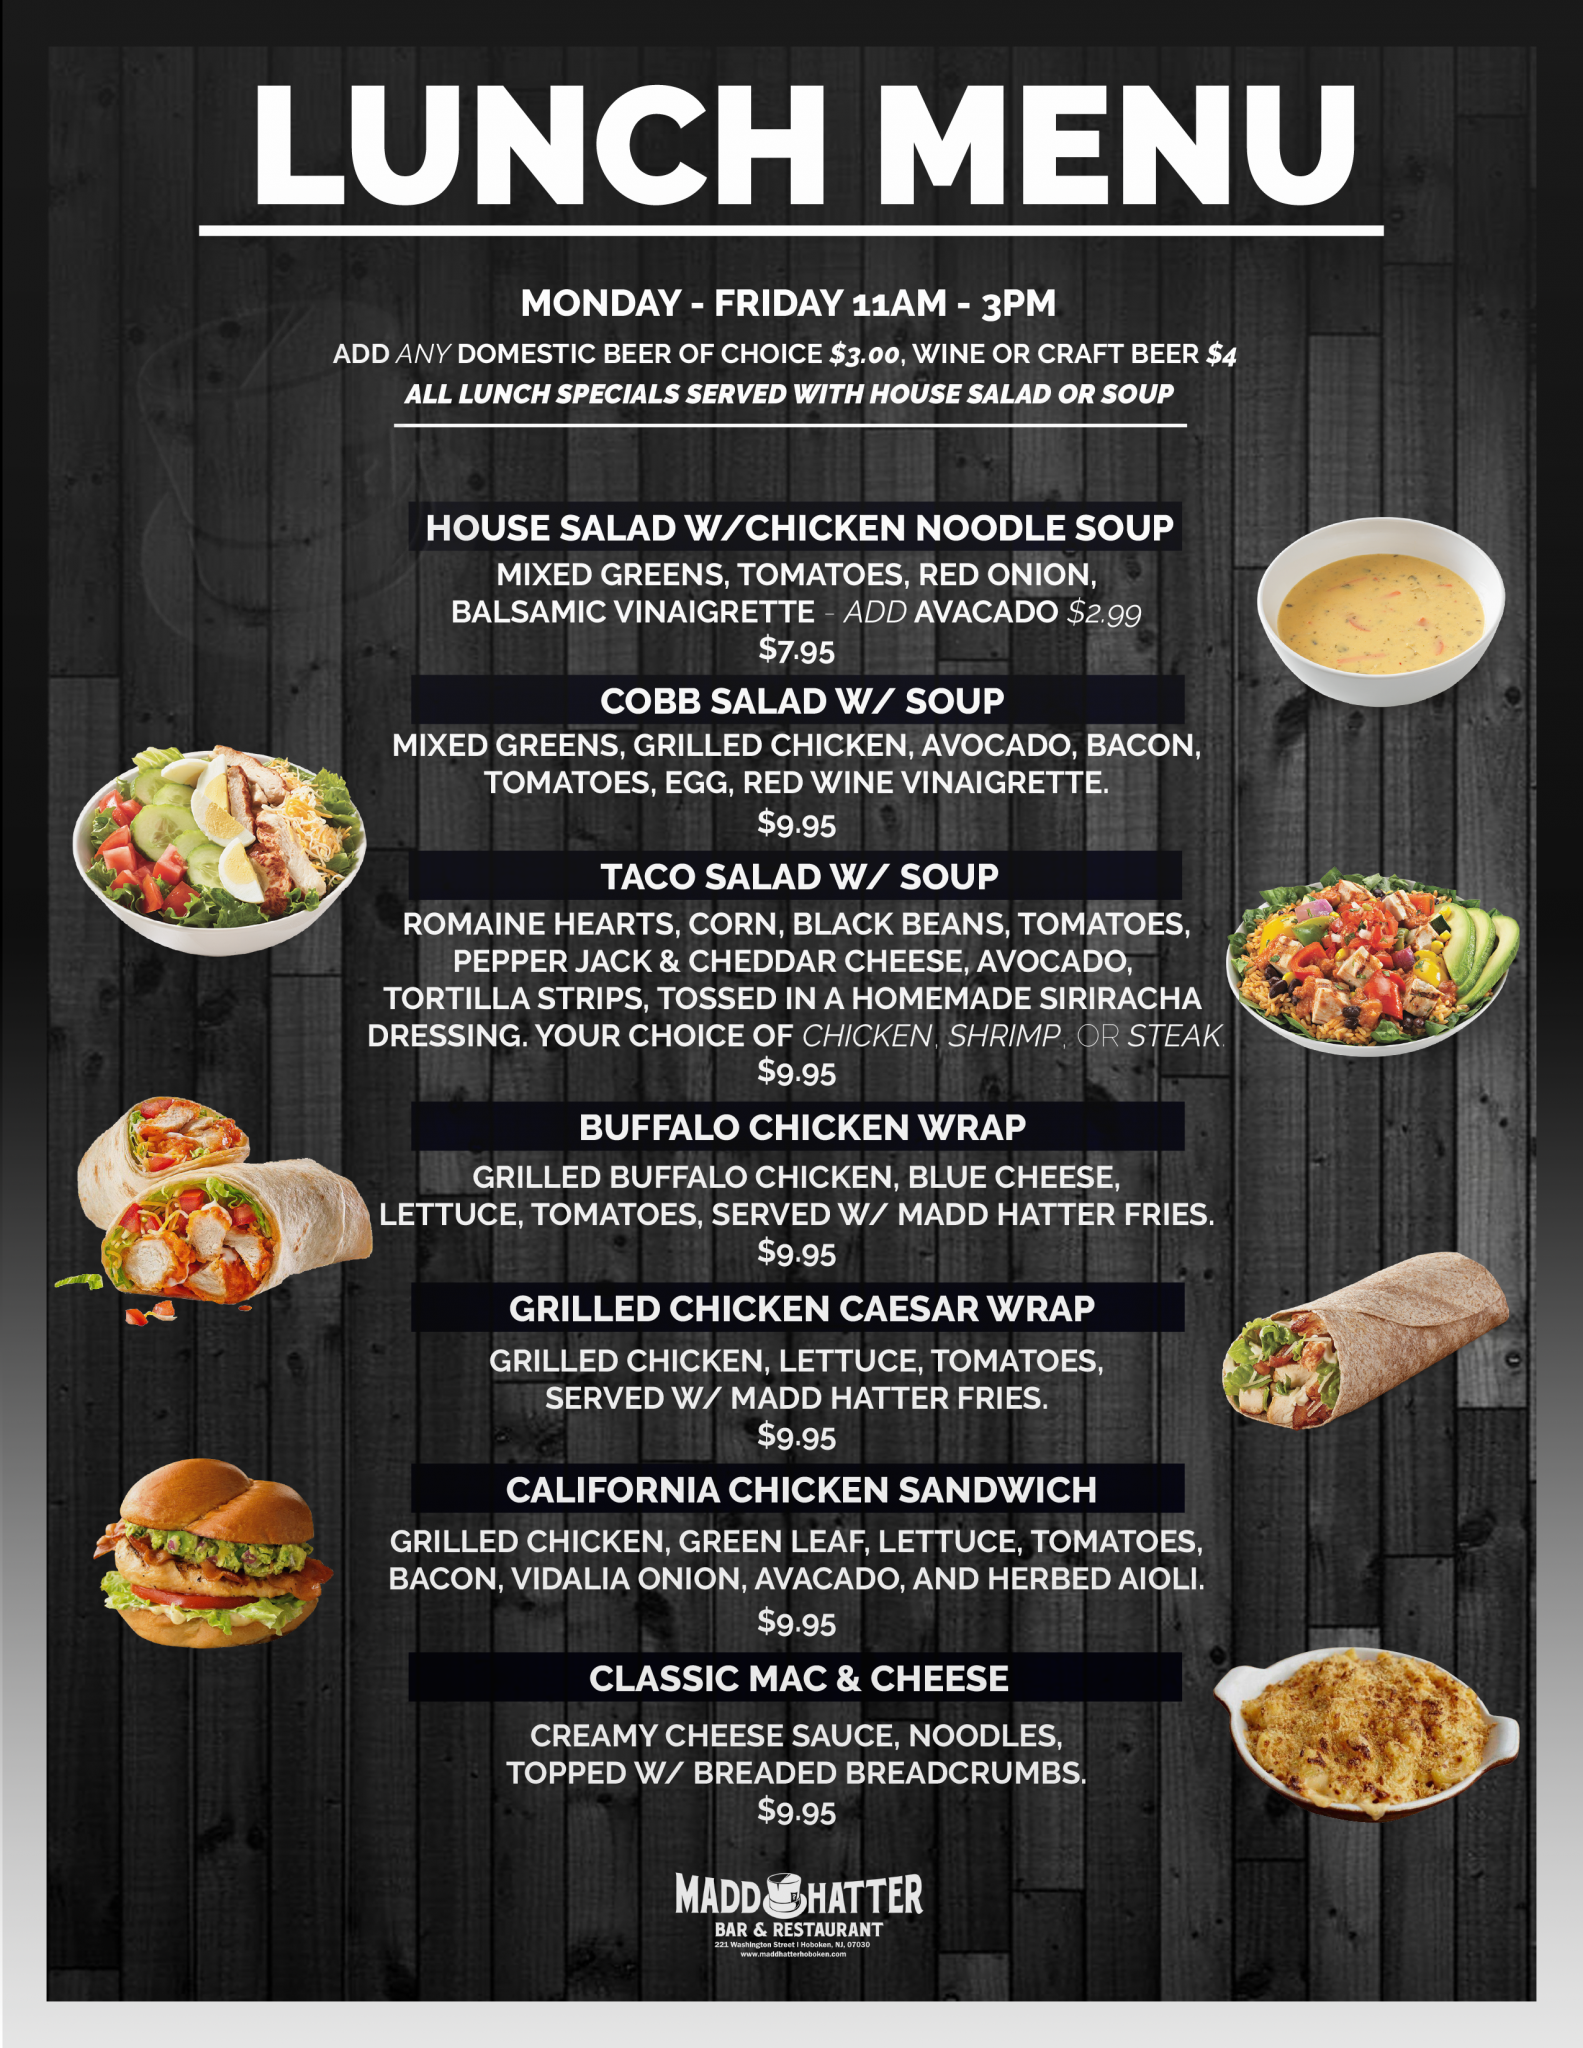 LUNCH MENU
MONDAY - FRIDAY 11AM - 3PM
ADD ANY DOMESTIC BEER OF CHOICE $3.00, WINE OR CRAFT BEER $4
ALL LUNCH SPECIALS SERVED WITH HOUSE SALAD OR SOUP
HOUSE SALAD W/CHICKEN NOODLE SOUP
MIXED GREENS, TOMATOES, RED ONION,
BALSAMIC VINAIGRETTE - ADD AVACADO $2.99
$7.95
COBB SALAD W/ SOUP
MIXED GREENS, GRILLED CHICKEN, AVOCADO, BACON,
TOMATOES, EGG, RED WINE VINAIGRETTE.
$9.95
TACO SALAD W/ SOUP
ROMAINE HEARTS, CORN, BLACK BEANS, TOMATOES,
PEPPER JACK & CHEDDAR CHEESE, AVOCADO,
TORTILLA STRIPS, TOSSED IN A HOMEMADE SIRIRACHA
DRESSING. YOUR CHOICE OF CHICKEN, SHRIMP, OR STEAK.
$9.95
BUFFALO CHICKEN WRAP
GRILLED BUFFALO CHICKEN, BLUE CHEESE,
LETTUCE, TOMATOES, SERVED W/ MADD HATTER FRIES.
$9.95
GRILLED CHICKEN CAESAR WRAP
GRILLED CHICKEN, LETTUCE, TOMATOES,
SERVED W/ MADD HATTER FRIES.
$9.95
CALIFORNIA CHICKEN SANDWICH
GRILLED CHICKEN, GREEN LEAF, LETTUCE, TOMATOES,
BACON, VIDALIA ONION, AVACADO, AND HERBED AIOLI.
$9.95
CLASSIC MAC & CHEESE
CREAMY CHEESE SAUCE, NOODLES,
TOPPED W/ BREADED BREADCRUMBS.
$9.95
MADD HATTER
BAR & RESTAURANT
221 Washington Street | Hoboken, NJ, 07030
www.maddhatterhoboken.com